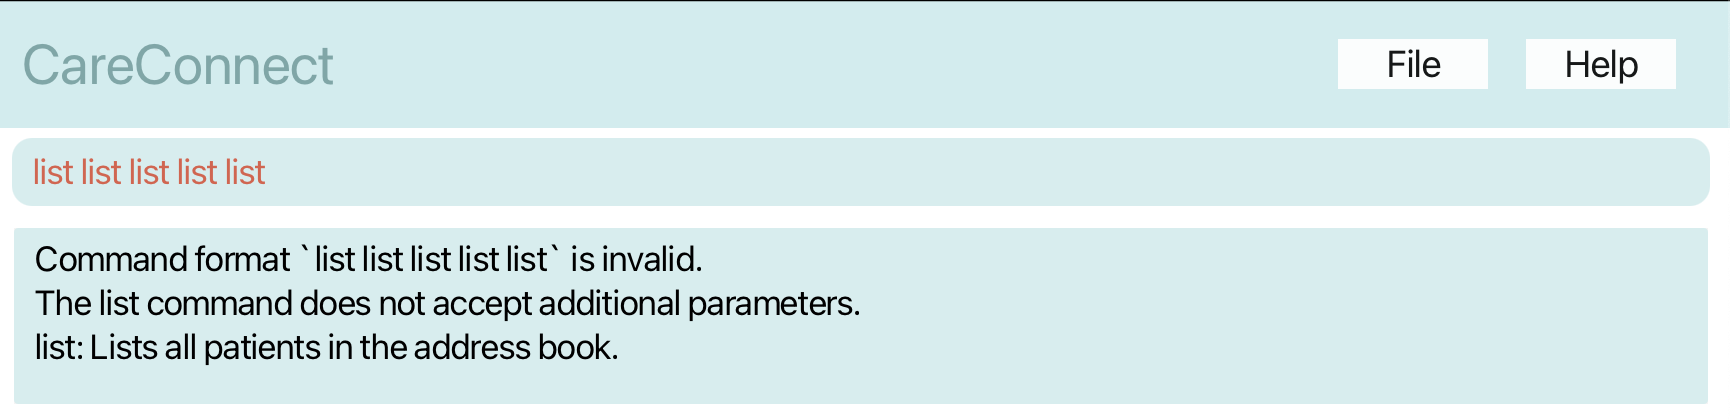 CareConnect
File
Help
list list list list list
Command format `list list list list list` is invalid.
The list command does not accept additional parameters.
list: Lists all patients in the address book.